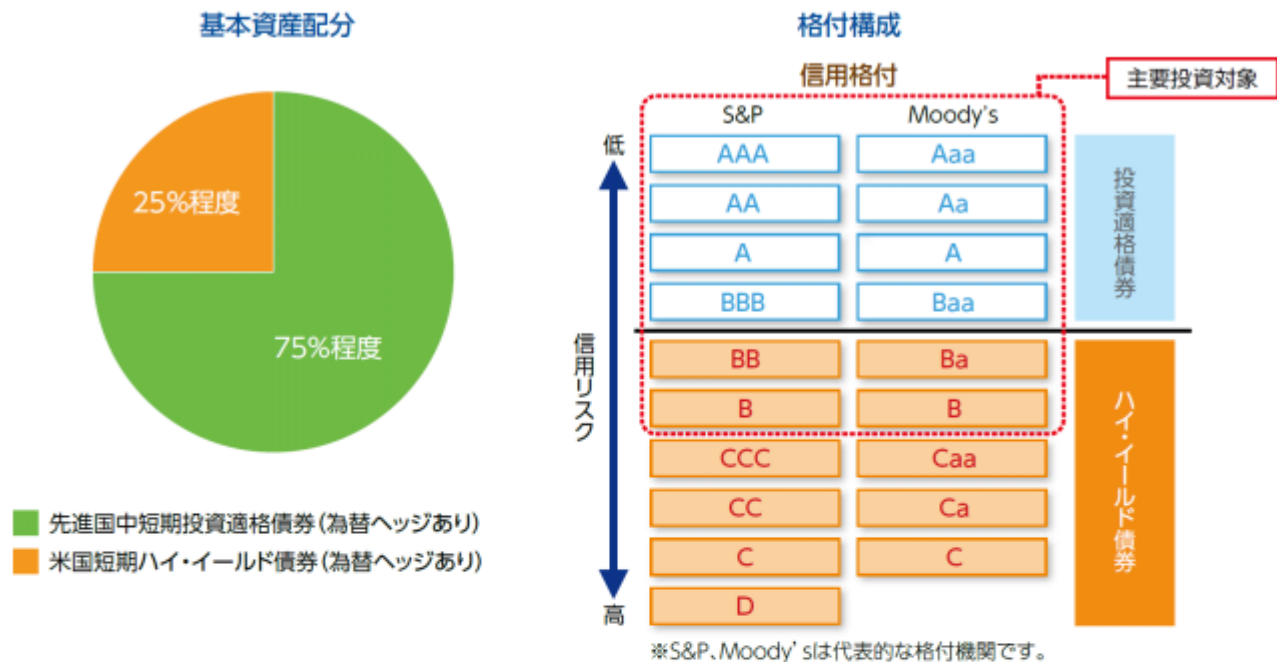 基本資産配分
25%程度
75%程度
先進国中短期投資適格債券(為替ヘッジあり)
米国短期ハイ・イールド債券(為替ヘッジあり)
格付構成
信用格付
主要投資対象
S&P Moody's
低
AAA Aaa
AA Aa
A A
BBB Baa
投資適格債券
信用リスク
BB Ba
B B
CCC Caa
CC Ca
C C
D
高
ハイ・イールド債券
※S&P、Moody'sは代表的な格付機関です。